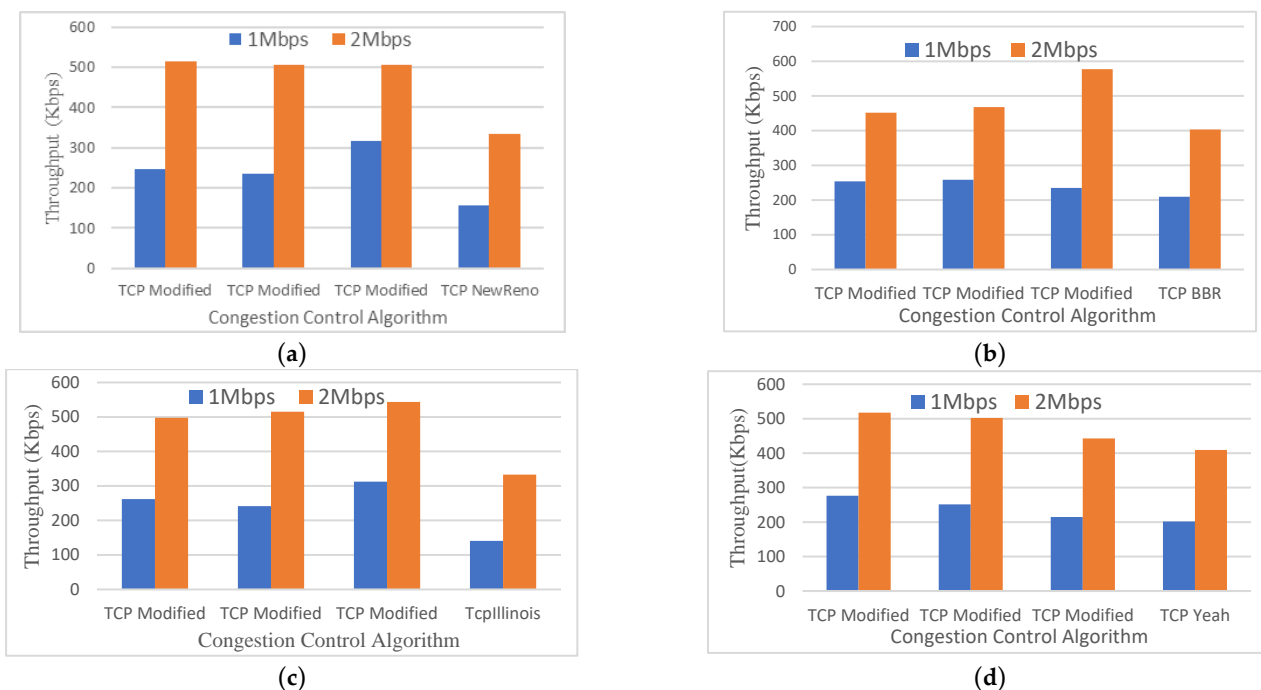 600
500
400
300
200
100
0
Throughput (Kbps)
1Mbps 2Mbps
TCP Modified TCP Modified TCP Modified TCP NewReno
Congestion Control Algorithm
(a)
700
600
500
400
300
200
100
0
Throughput (Kbps)
1Mbps 2Mbps
TCP Modified TCP Modified TCP Modified TCP BBR
Congestion Control Algorithm
(b)
600
500
400
300
200
100
0
Throughput (Kbps)
1Mbps 2Mbps
TCP Modified TCP Modified TCP Modified TcpIllinois
Congestion Control Algorithm
(c)
600
500
400
300
200
100
0
Throughput(Kbps)
1Mbps 2Mbps
TCP Modified TCP Modified TCP Modified TCP Yeah
Congestion Control Algorithm
(d)